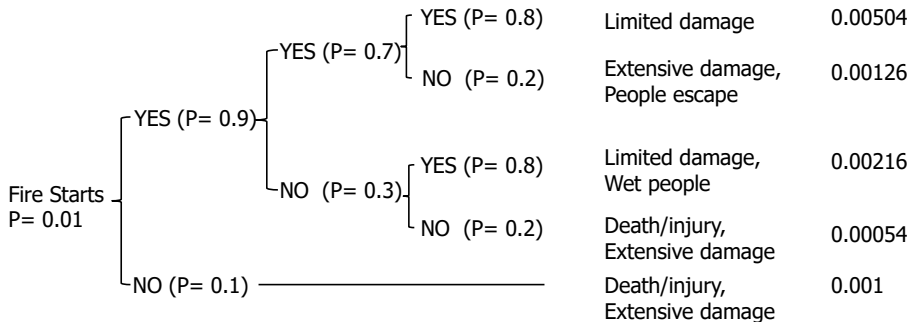 YES (P= 0.8)
Limited damage
0.00504
YES (P= 0.7)
NO (P= 0.2)
Extensive damage,
People escape
0.00126
YES (P= 0.9)
YES (P= 0.8)
Limited damage,
Wet people
0.00216
NO (P= 0.3)
Fire Starts
P= 0.01
NO (P= 0.2)
Death/injury,
Extensive damage
0.00054
NO (P= 0.1)
Death/injury,
Extensive damage
0.001